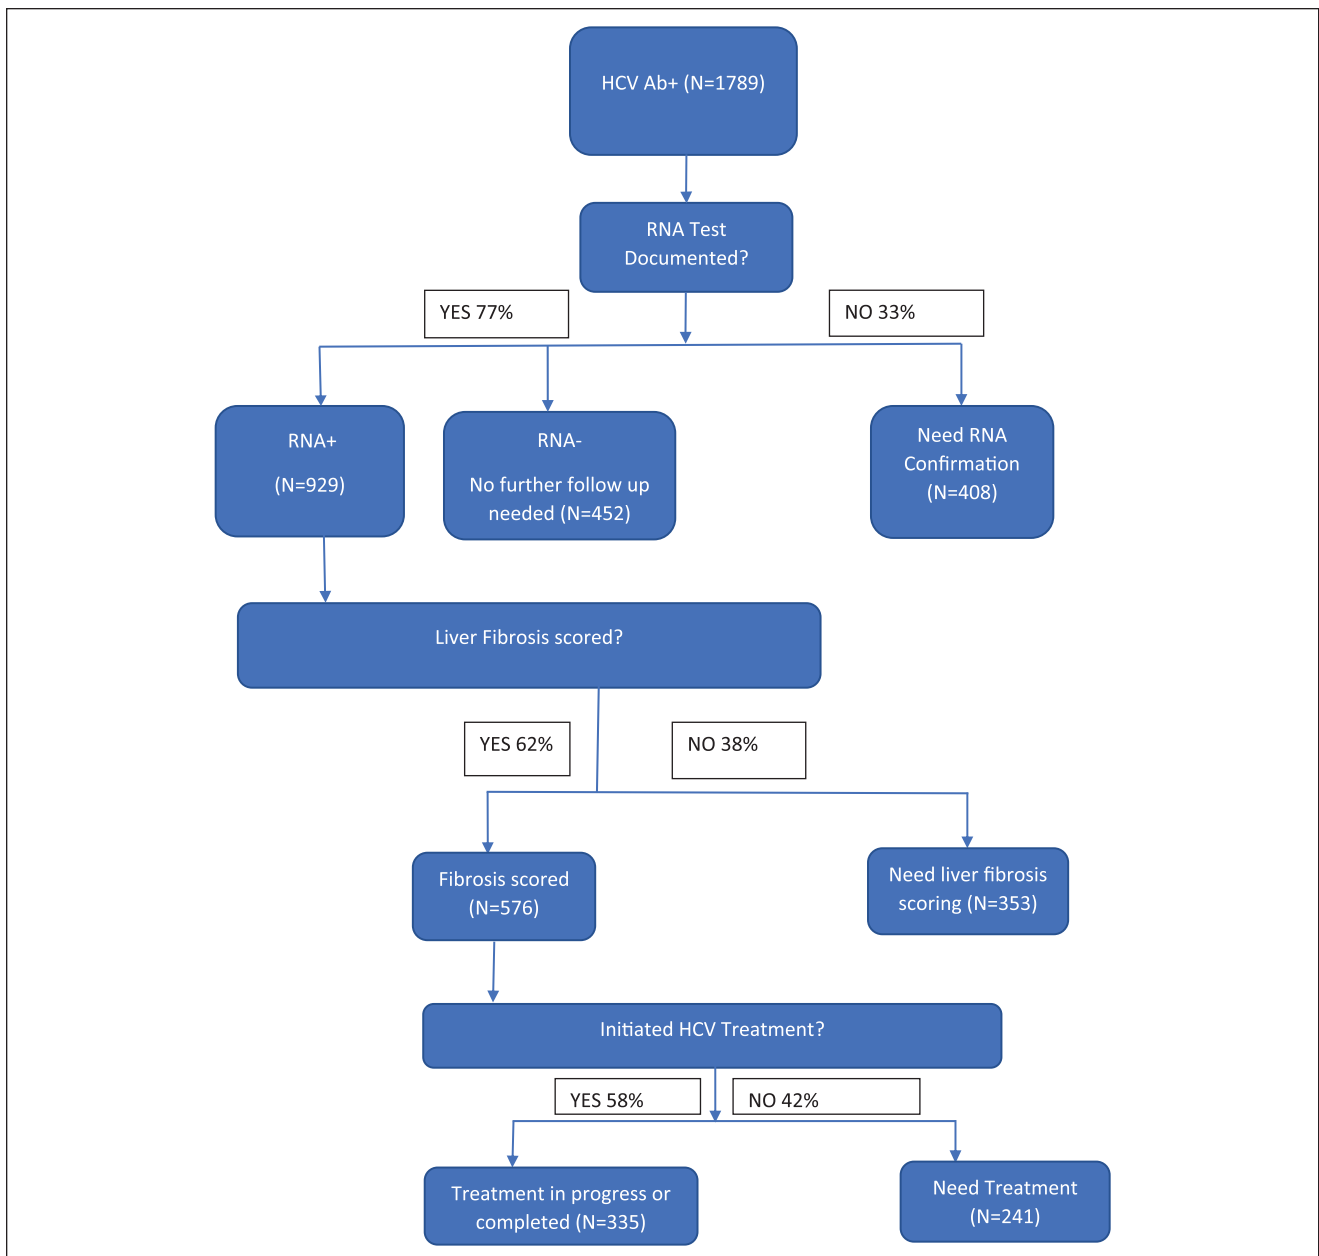 HCV Ab+ (N=1789)
RNA Test
Documented?
YES 77%
NO 33%
RNA+
(N=929)
RNA-
No further follow up
needed (N=452)
Need RNA
Confirmation
(N=408)
Liver Fibrosis scored?
YES 62%
NO 38%
Fibrosis scored
(N=576)
Need liver fibrosis
scoring (N=353)
Initiated HCV Treatment?
YES 58%
NO 42%
Treatment in progress or
completed (N=335)
Need Treatment
(N=241)